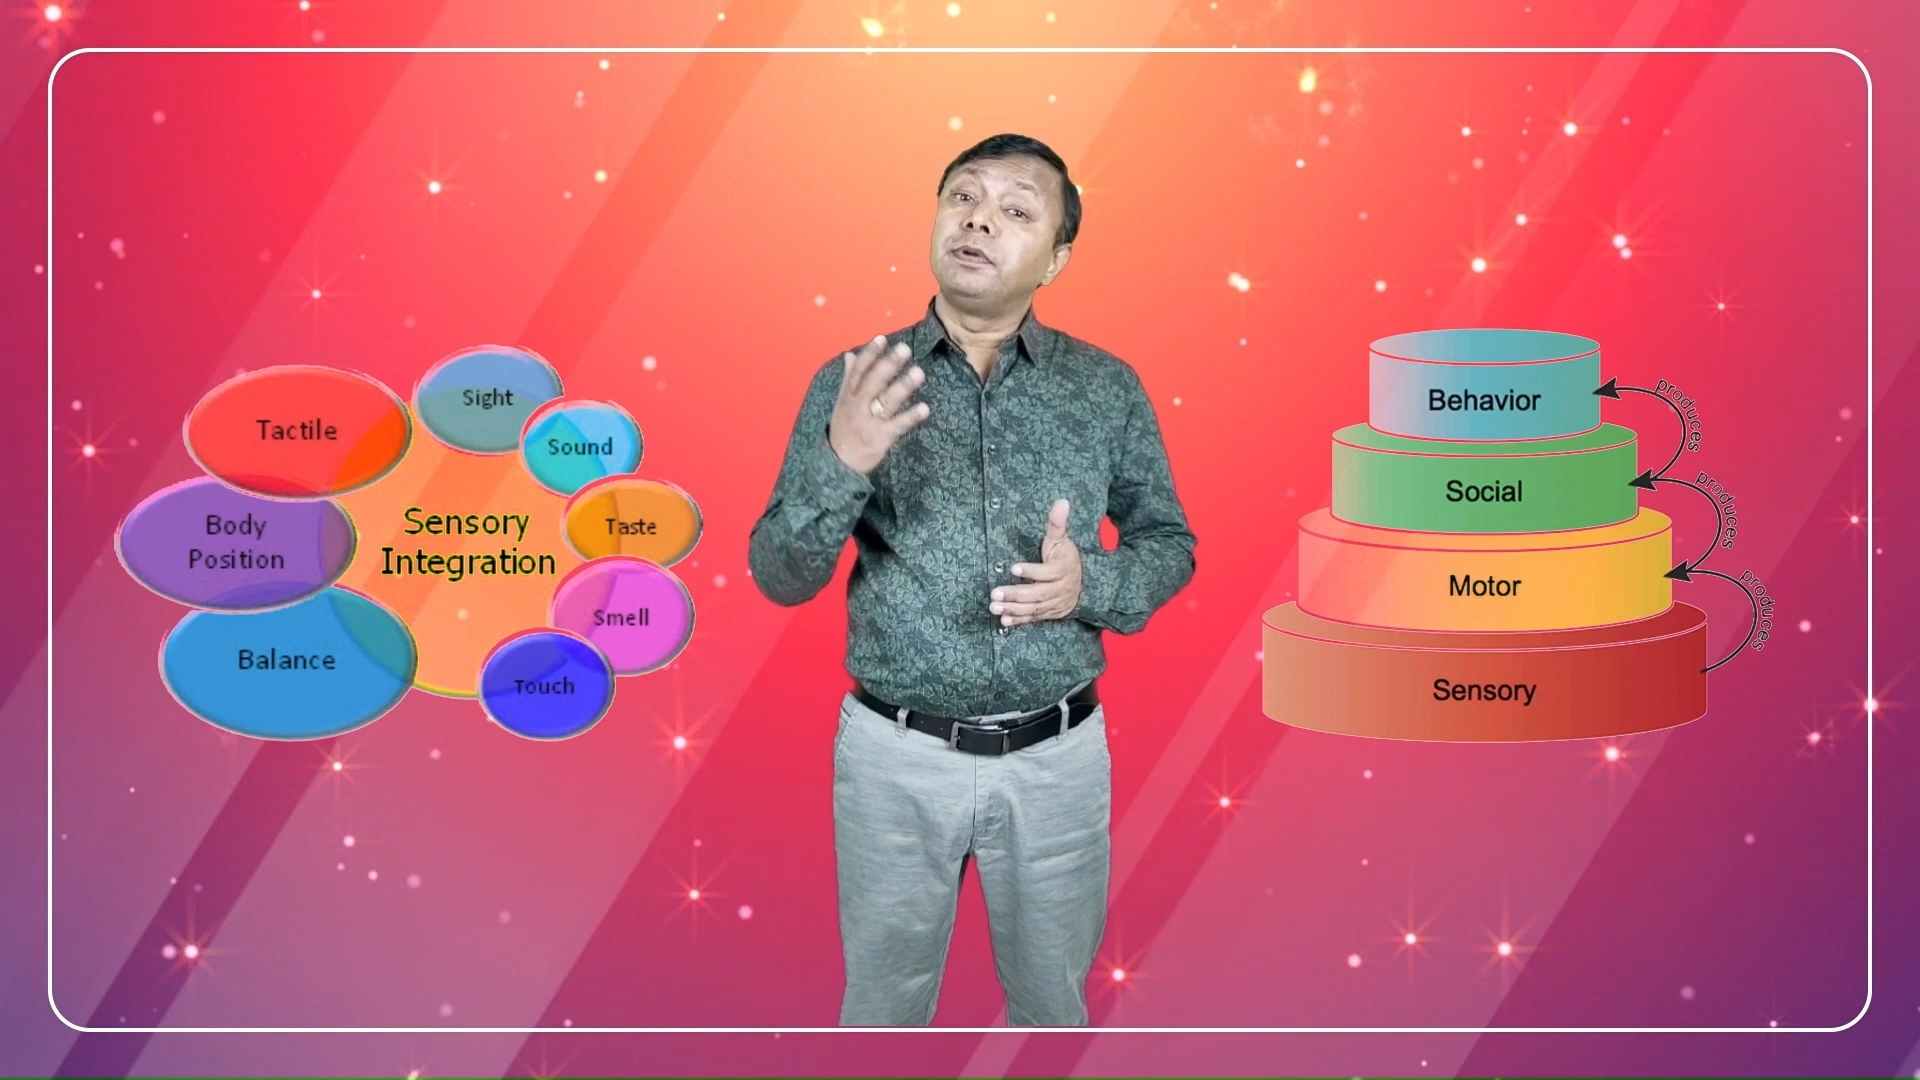 Sight
Tactile
Sound
Body
Position
Sensory
Integration
Taste
Smell
Balance
Touch
Behavior
produces
Social
produces
Motor
produces
Sensory